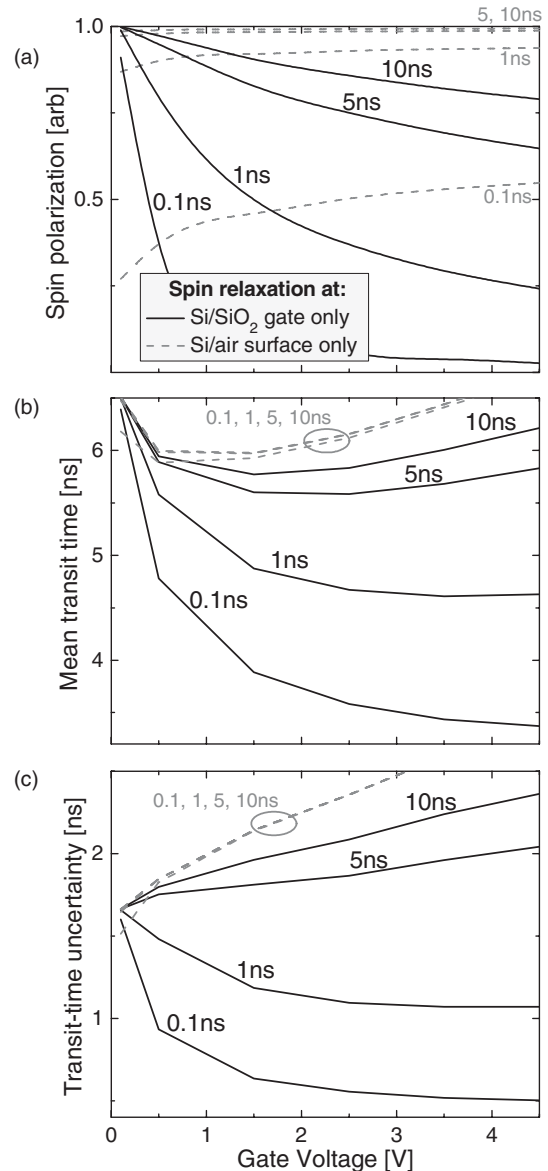 (a)
Spin polarization [arb]
1.0
0.5
5, 10ns
1ns
10ns
5ns
1ns
0.1ns
0.1ns
Spin relaxation at:
Si/SiO2 gate only
Si/air surface only
(b)
Mean transit time [ns]
6
5
4
0.1, 1, 5, 10ns
10ns
5ns
1ns
0.1ns
(c)
Transit-time uncertainty [ns]
2
1
0.1, 1, 5, 10ns
10ns
5ns
1ns
0.1ns
0 1 2 3 4
Gate Voltage [V]